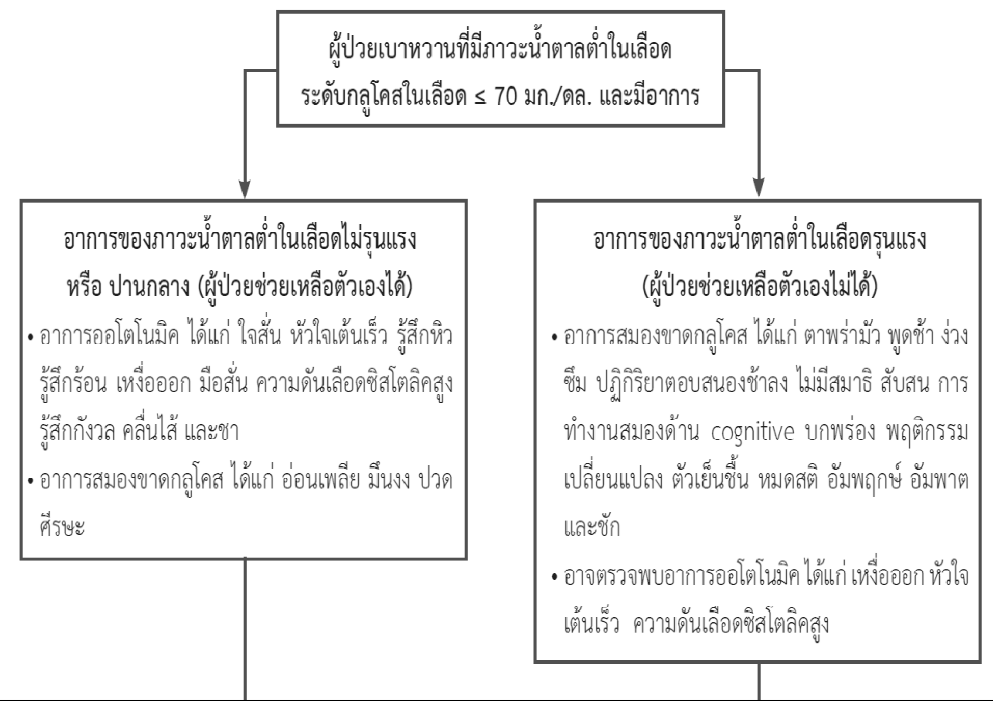 ผู้ป่วยเบาหวานที่มีภาวะน้ำตาลต่ำในเลือด
ระดับกลูโคสในเลือด ≤ 70 มก./ดล. และมีอาการ
อาการของภาวะน้ำตาลต่ำในเลือดไม่รุนแรง
หรือ ปานกลาง (ผู้ป่วยช่วยเหลือตัวเองได้)
• อาการออโตโนมิค ได้แก่ ใจสั่น หัวใจเต้นเร็ว รู้สึกหิว
รู้สึกร้อน เหงื่อออก มือสั่น ความดันเลือดซิสโตลิคสูง
รู้สึกกังวล คลื่นไส้ และชา
• อาการสมองขาดกลูโคส ได้แก่ อ่อนเพลีย มึนงง ปวด
ศีรษะ
อาการของภาวะน้ำตาลต่ำในเลือดรุนแรง
(ผู้ป่วยช่วยเหลือตัวเองไม่ได้)
• อาการสมองขาดกลูโคส ได้แก่ ตาพร่ามัว พูดช้า ง่วง
ซึม ปฏิกิริยาตอบสนองช้าลง ไม่มีสมาธิ สับสน การ
ทำงานสมองด้าน cognitive บกพร่อง พฤติกรรม
เปลี่ยนแปลง ตัวเย็นชื้น หมดสติ อัมพฤกษ์ อัมพาต
และชัก
• อาจตรวจพบอาการออโตโนมิค ได้แก่ เหงื่อออก หัวใจ
เต้นเร็ว ความดันเลือดซิสโตลิคสูง